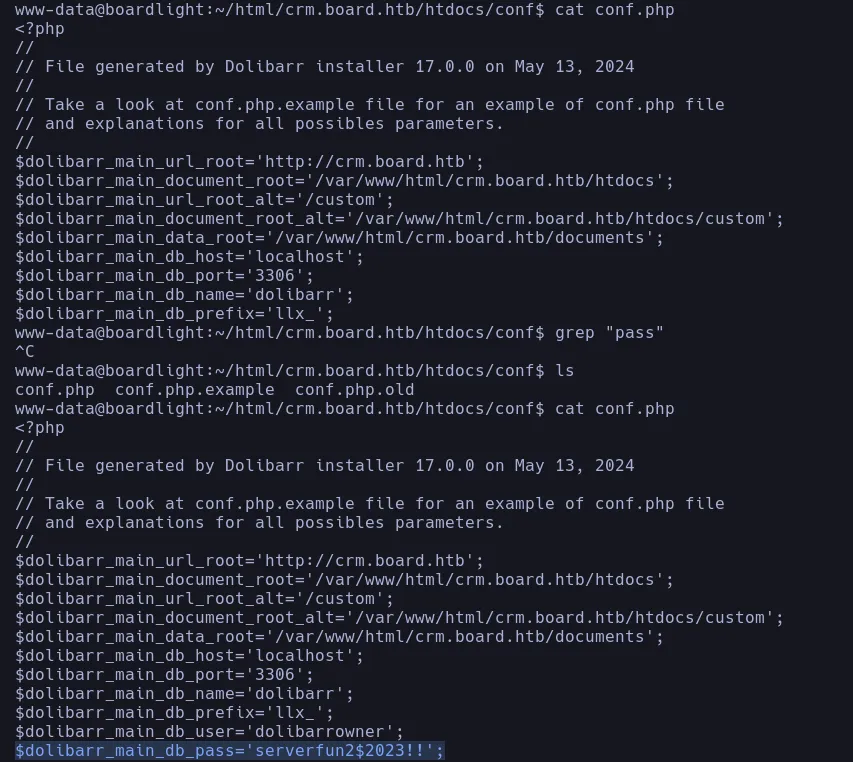 www-data@boardlight:~/html/crm.board.htb/htdocs/conf$ cat conf.php
<?php
//
// File generated by Dolibarr installer 17.0.0 on May 13, 2024
//
// Take a look at conf.php.example file for an example of conf.php file
// and explanations for all possibles parameters.
//
$dolibarr_main_url_root='http://crm.board.htb';
$dolibarr_main_document_root='/var/www/html/crm.board.htb/htdocs';
$dolibarr_main_url_root_alt='/custom';
$dolibarr_main_document_root_alt='/var/www/html/crm.board.htb/htdocs/custom';
$dolibarr_main_data_root='/var/www/html/crm.board.htb/documents';
$dolibarr_main_db_host='localhost';
$dolibarr_main_db_port='3306';
$dolibarr_main_db_name='dolibarr';
$dolibarr_main_db_prefix='llx_';
www-data@boardlight:~/html/crm.board.htb/htdocs/conf$ grep "pass"
^C
www-data@boardlight:~/html/crm.board.htb/htdocs/conf$ ls
conf.php  conf.php.example  conf.php.old
www-data@boardlight:~/html/crm.board.htb/htdocs/conf$ cat conf.php
<?php
//
// File generated by Dolibarr installer 17.0.0 on May 13, 2024
//
// Take a look at conf.php.example file for an example of conf.php file
// and explanations for all possibles parameters.
//
$dolibarr_main_url_root='http://crm.board.htb';
$dolibarr_main_document_root='/var/www/html/crm.board.htb/htdocs';
$dolibarr_main_url_root_alt='/custom';
$dolibarr_main_document_root_alt='/var/www/html/crm.board.htb/htdocs/custom';
$dolibarr_main_data_root='/var/www/html/crm.board.htb/documents';
$dolibarr_main_db_host='localhost';
$dolibarr_main_db_port='3306';
$dolibarr_main_db_name='dolibarr';
$dolibarr_main_db_prefix='llx_';
$dolibarr_main_db_user='dolibarrowner';
$dolibarr_main_db_pass='serverfun2$2023!!';